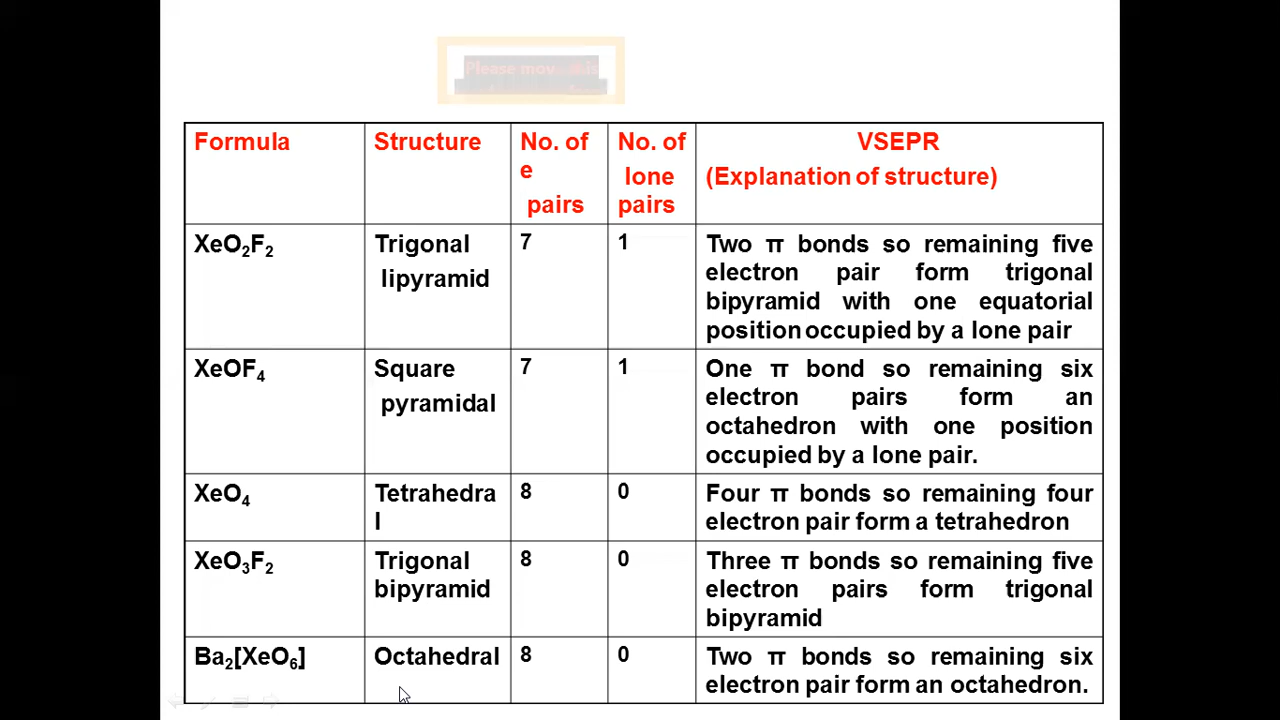 Please mov
Formula
Structure
No. of
e
pairs
No. of
lone
pairs
VSEPR
(Explanation of structure)
XeO2F2
Trigonal
lipyramid
7
1
Two π bonds so remaining five
electron pair form trigonal
bipyramid with one equatorial
position occupied by a lone pair
XeOF4
Square
pyramidal
7
1
One π bond so remaining six
electron pairs form an
octahedron with one position
occupied by a lone pair.
XeO4
Tetrahedra
l
8
0
Four π bonds so remaining four
electron pair form a tetrahedron
XeO3F2
Trigonal
bipyramid
8
0
Three π bonds so remaining five
electron pairs form trigonal
bipyramid
Ba2[XeO6]
Octahedral
8
0
Two π bonds so remaining six
electron pair form an octahedron.